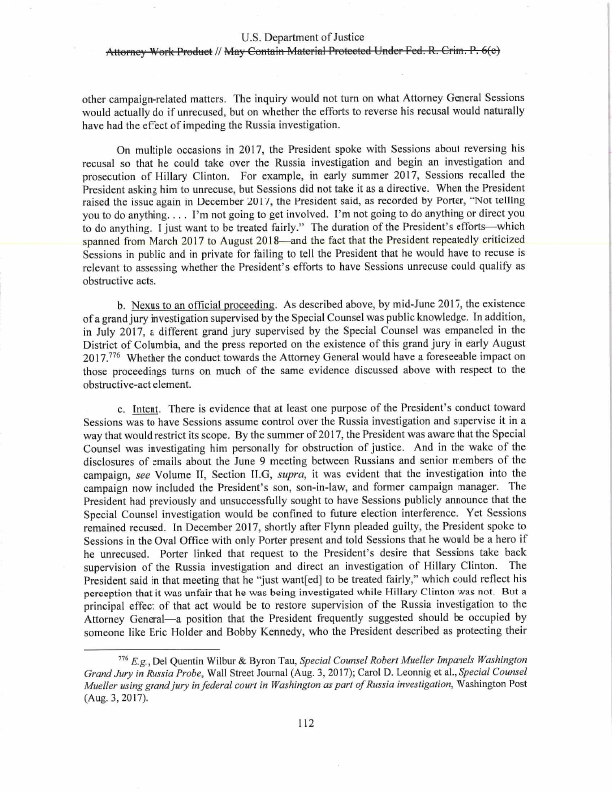 U.S. Department of Justice
Attorney Work Product // May Contain Material Protected Under Fed. R. Crim. P. 6(e)
other campaign-related matters. The inquiry would not turn on what Attorney General Sessions
would actually do if unrecused, but on whether the efforts to reverse his recusal would naturally
have had the effect of impeding the Russia investigation.
On multiple occasions in 2017, the President spoke with Sessions about reversing his
recusal so that he could take over the Russia investigation and begin an investigation and
prosecution of Hillary Clinton. For example, in early summer 2017, Sessions recalled the
President asking him to unrecuse, but Sessions did not take it as a directive. When the President
raised the issue again in December 2017, the President said, as recorded by Porter, “Not telling
you to do anything. . . . I’m not going to get involved. I’m not going to do anything or direct you
to do anything. I just want to be treated fairly.” The duration of the President’s efforts—which
spanned from March 2017 to August 2018—and the fact that the President repeatedly criticized
Sessions in public and in private for failing to tell the President that he would have to recuse is
relevant to assessing whether the President’s efforts to have Sessions unrecuse could qualify as
obstructive acts.
b. Nexus to an official proceeding. As described above, by mid-June 2017, the existence
of a grand jury investigation supervised by the Special Counsel was public knowledge. In addition,
in July 2017, a different grand jury supervised by the Special Counsel was empaneled in the
District of Columbia, and the press reported on the existence of this grand jury in early August
2017.776 Whether the conduct towards the Attorney General would have a foreseeable impact on
those proceedings turns on much of the same evidence discussed above with respect to the
obstructive-act element.
c. Intent. There is evidence that at least one purpose of the President’s conduct toward
Sessions was to have Sessions assume control over the Russia investigation and supervise it in a
way that would restrict its scope. By the summer of 2017, the President was aware that the Special
Counsel was investigating him personally for obstruction of justice. And in the wake of the
disclosures of emails about the June 9 meeting between Russians and senior members of the
campaign, see Volume II, Section II.G, supra, it was evident that the investigation into the
campaign now included the President’s son, son-in-law, and former campaign manager. The
President had previously and unsuccessfully sought to have Sessions publicly announce that the
Special Counsel investigation would be confined to future election interference. Yet Sessions
remained recused. In December 2017, shortly after Flynn pleaded guilty, the President spoke to
Sessions in the Oval Office with only Porter present and told Sessions that he would be a hero if
he unrecused. Porter linked that request to the President’s desire that Sessions take back
supervision of the Russia investigation and direct an investigation of Hillary Clinton. The
President said in that meeting that he “just want[ed] to be treated fairly,” which could reflect his
perception that it was unfair that he was being investigated while Hillary Clinton was not. But a
principal effect of that act would be to restore supervision of the Russia investigation to the
Attorney General—a position that the President frequently suggested should be occupied by
someone like Eric Holder and Bobby Kennedy, who the President described as protecting their
776 E.g., Del Quentin Wilbur & Byron Tau, Special Counsel Robert Mueller Impanels Washington
Grand Jury in Russia Probe, Wall Street Journal (Aug. 3, 2017); Carol D. Leonnig et al., Special Counsel
Mueller using grand jury in federal court in Washington as part of Russia investigation, Washington Post
(Aug. 3, 2017).
112